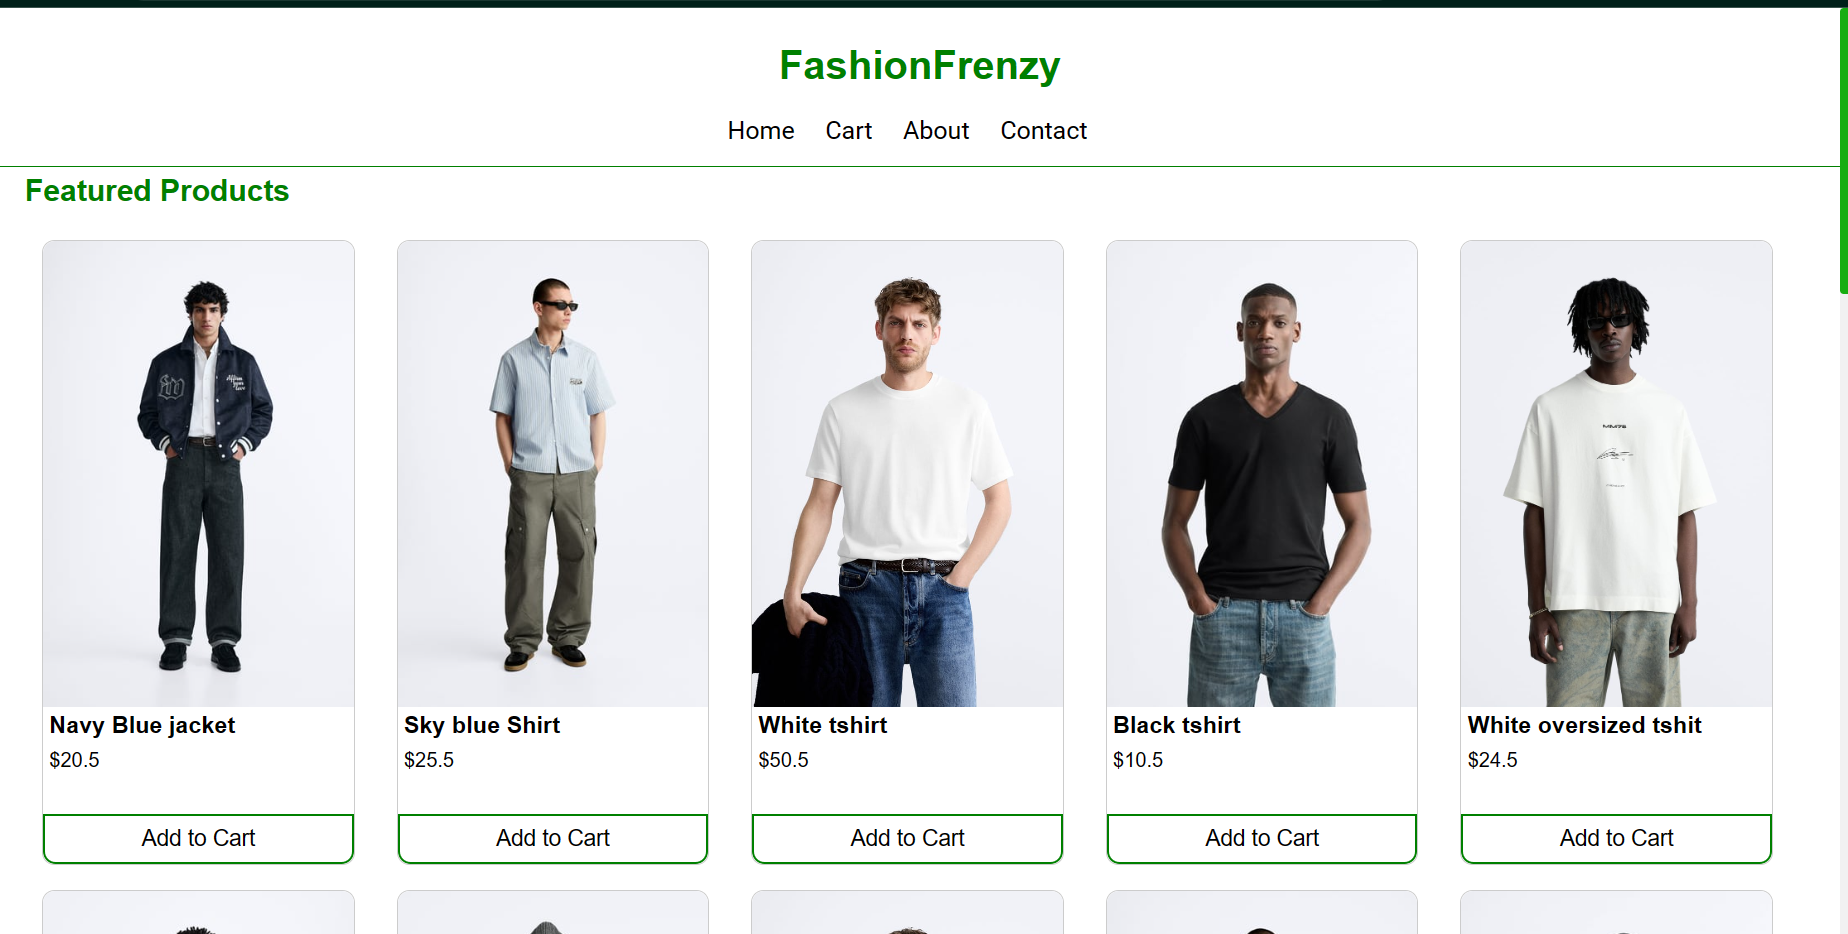 FashionFrenzy
Home Cart About Contact
Featured Products
Navy Blue jacket
$20.5
Add to Cart
Sky blue Shirt
$25.5
Add to Cart
White tshirt
$50.5
Add to Cart
Black tshirt
$10.5
Add to Cart
White oversized tshit
$24.5
Add to Cart